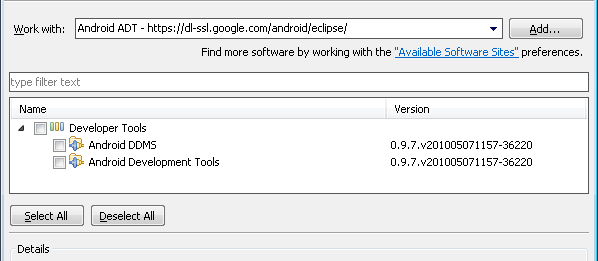 Work with: Android ADT - https://dl-ssl.google.com/android/eclipse/ Add...
Find more software by working with the "Available Software Sites" preferences.
type filter text
Name Version
Developer Tools
Android DDMS 0.9.7.v201005071157-36220
Android Development Tools 0.9.7.v201005071157-36220
Select All Deselect All
Details